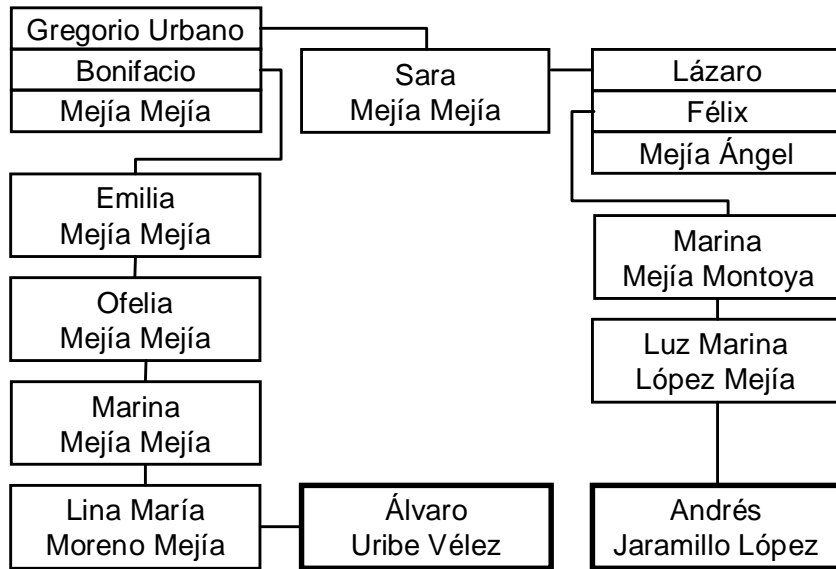 Gregorio Urbano
Bonifacio
Mejía Mejía
Sara
Mejía Mejía
Lázaro
Félix
Mejía Ángel
Emilia
Mejía Mejía
Marina
Mejía Montoya
Ofelia
Mejía Mejía
Luz Marina
López Mejía
Marina
Mejía Mejía
Lina María
Moreno Mejía
Álvaro
Uribe Vélez
Andrés
Jaramillo López